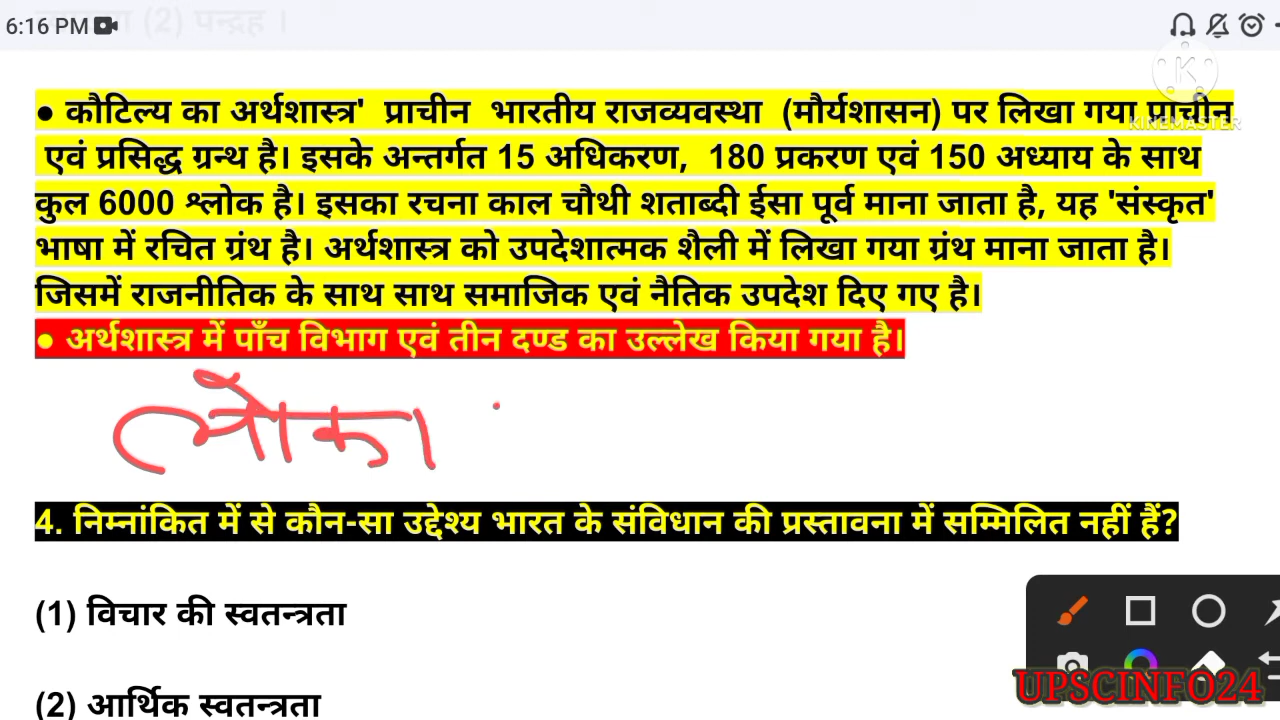 6:16 PM
(2) पन्द्रह ।
● कौटिल्य का अर्थशास्त्र' प्राचीन भारतीय राजव्यवस्था (मौर्यशासन) पर लिखा गया प्राचीन
एवं प्रसिद्ध ग्रन्थ है। इसके अन्तर्गत 15 अधिकरण, 180 प्रकरण एवं 150 अध्याय के साथ
कुल 6000 श्लोक है। इसका रचना काल चौथी शताब्दी ईसा पूर्व माना जाता है, यह 'संस्कृत'
भाषा में रचित ग्रंथ है। अर्थशास्त्र को उपदेशात्मक शैली में लिखा गया ग्रंथ माना जाता है।
जिसमें राजनीतिक के साथ साथ समाजिक एवं नैतिक उपदेश दिए गए है।
● अर्थशास्त्र में पाँच विभाग एवं तीन दण्ड का उल्लेख किया गया है।
4. निम्नांकित में से कौन-सा उद्देश्य भारत के संविधान की प्रस्तावना में सम्मिलित नहीं हैं?
(1) विचार की स्वतन्त्रता
(2) आर्थिक स्वतन्त्रता
K
KINEMASTER
UPSCINFO24